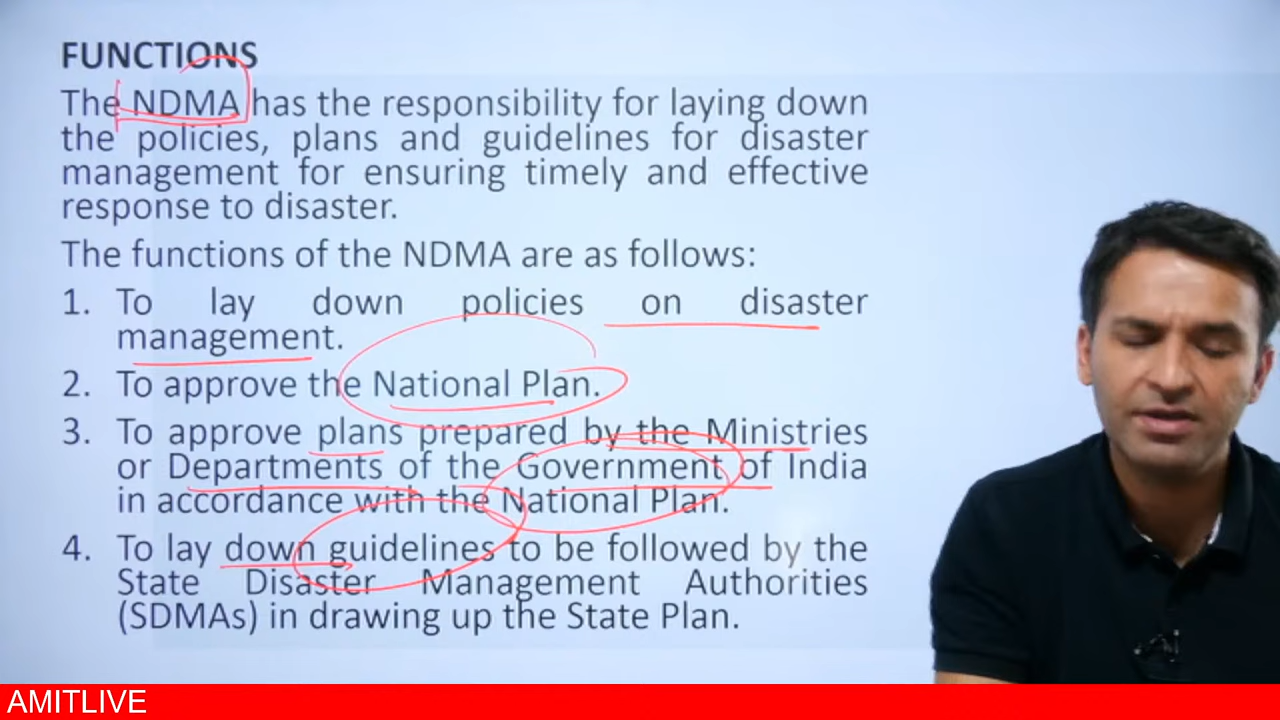 FUNCTIONS
The NDMA has the responsibility for laying down
the policies, plans and guidelines for disaster
management for ensuring timely and effective
response to disaster.
The functions of the NDMA are as follows:
1. To lay down policies on disaster
management.
2. To approve the National Plan.
3. To approve plans prepared by the Ministries
or Departments of the Government of India
in accordance with the National Plan.
4. To lay down guidelines to be followed by the
State Disaster Management Authorities
(SDMAs) in drawing up the State Plan.
AMITLIVE